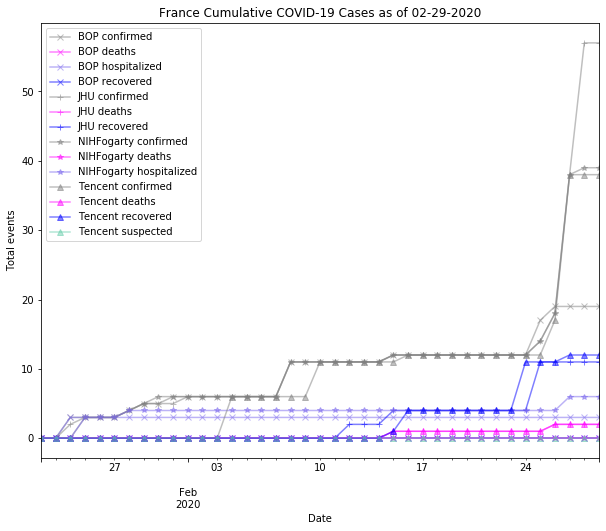 France Cumulative COVID-19 Cases as of 02-29-2020
BOP confirmed
BOP deaths
BOP hospitalized
BOP recovered
JHU confirmed
JHU deaths
JHU recovered
NIHFogarty confirmed
NIHFogarty deaths
NIHFogarty hospitalized
Tencent confirmed
Tencent deaths
Tencent recovered
Tencent suspected
Total events
50
40
30
20
10
0
27 03 10 17 24
Feb
2020
Date